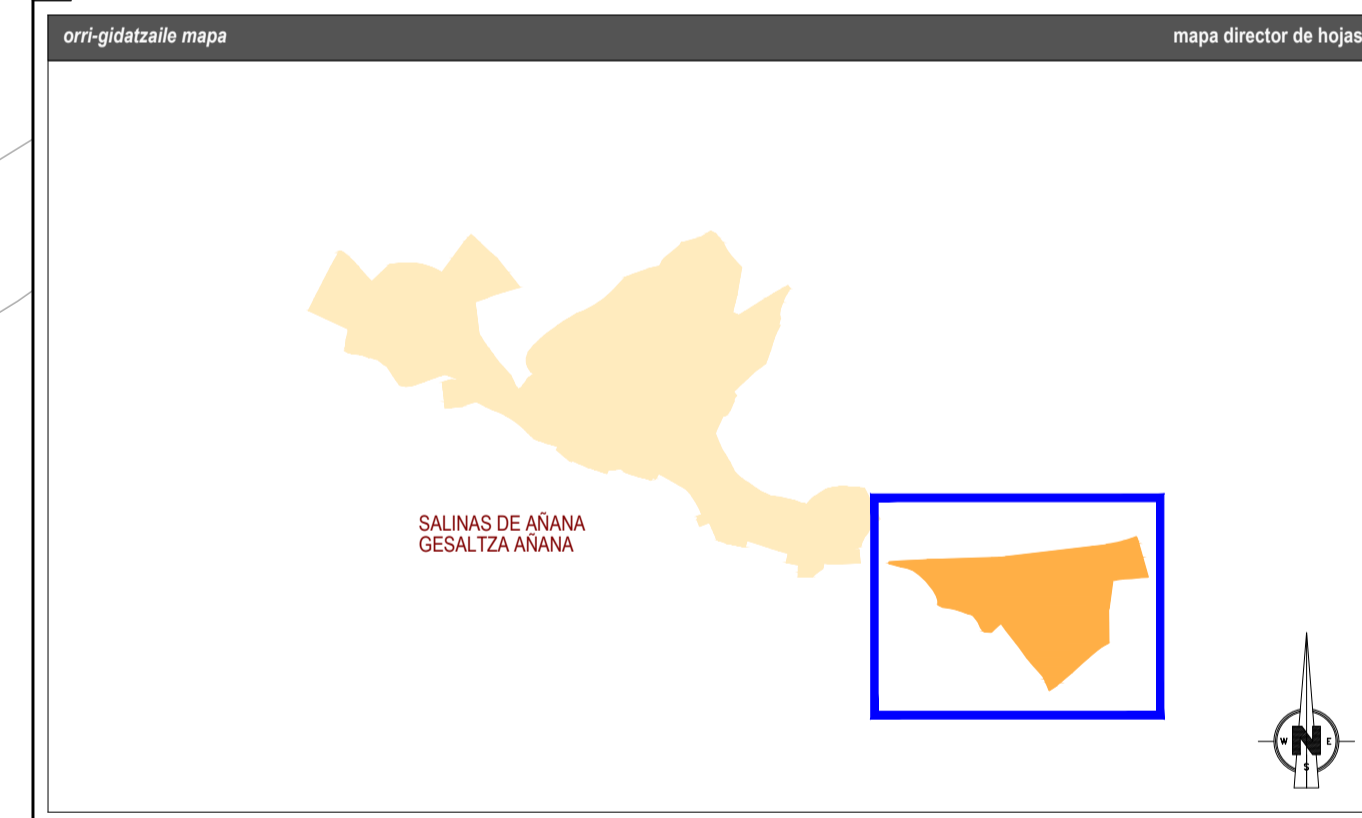 orri-gidatzaile mapa
mapa director de hojas
SALINAS DE AÑANA
GESALTZA AÑANA
W N E
S